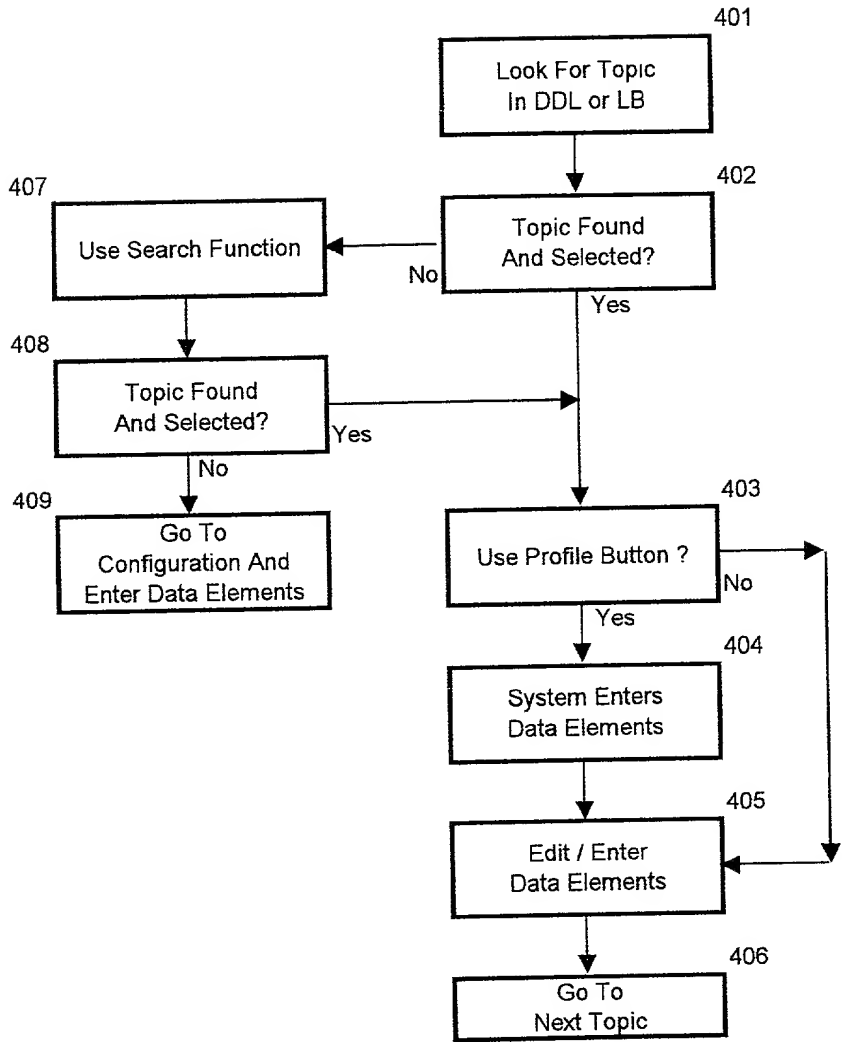 401
Look For Topic
In DDL or LB
407
402
Use Search Function
Topic Found
And Selected?
No
Yes
408
Topic Found
And Selected?
Yes
No
409
403
Go To
Configuration And
Enter Data Elements
Use Profile Button ?
No
Yes
404
System Enters
Data Elements
405
Edit / Enter
Data Elements
406
Go To
Next Topic